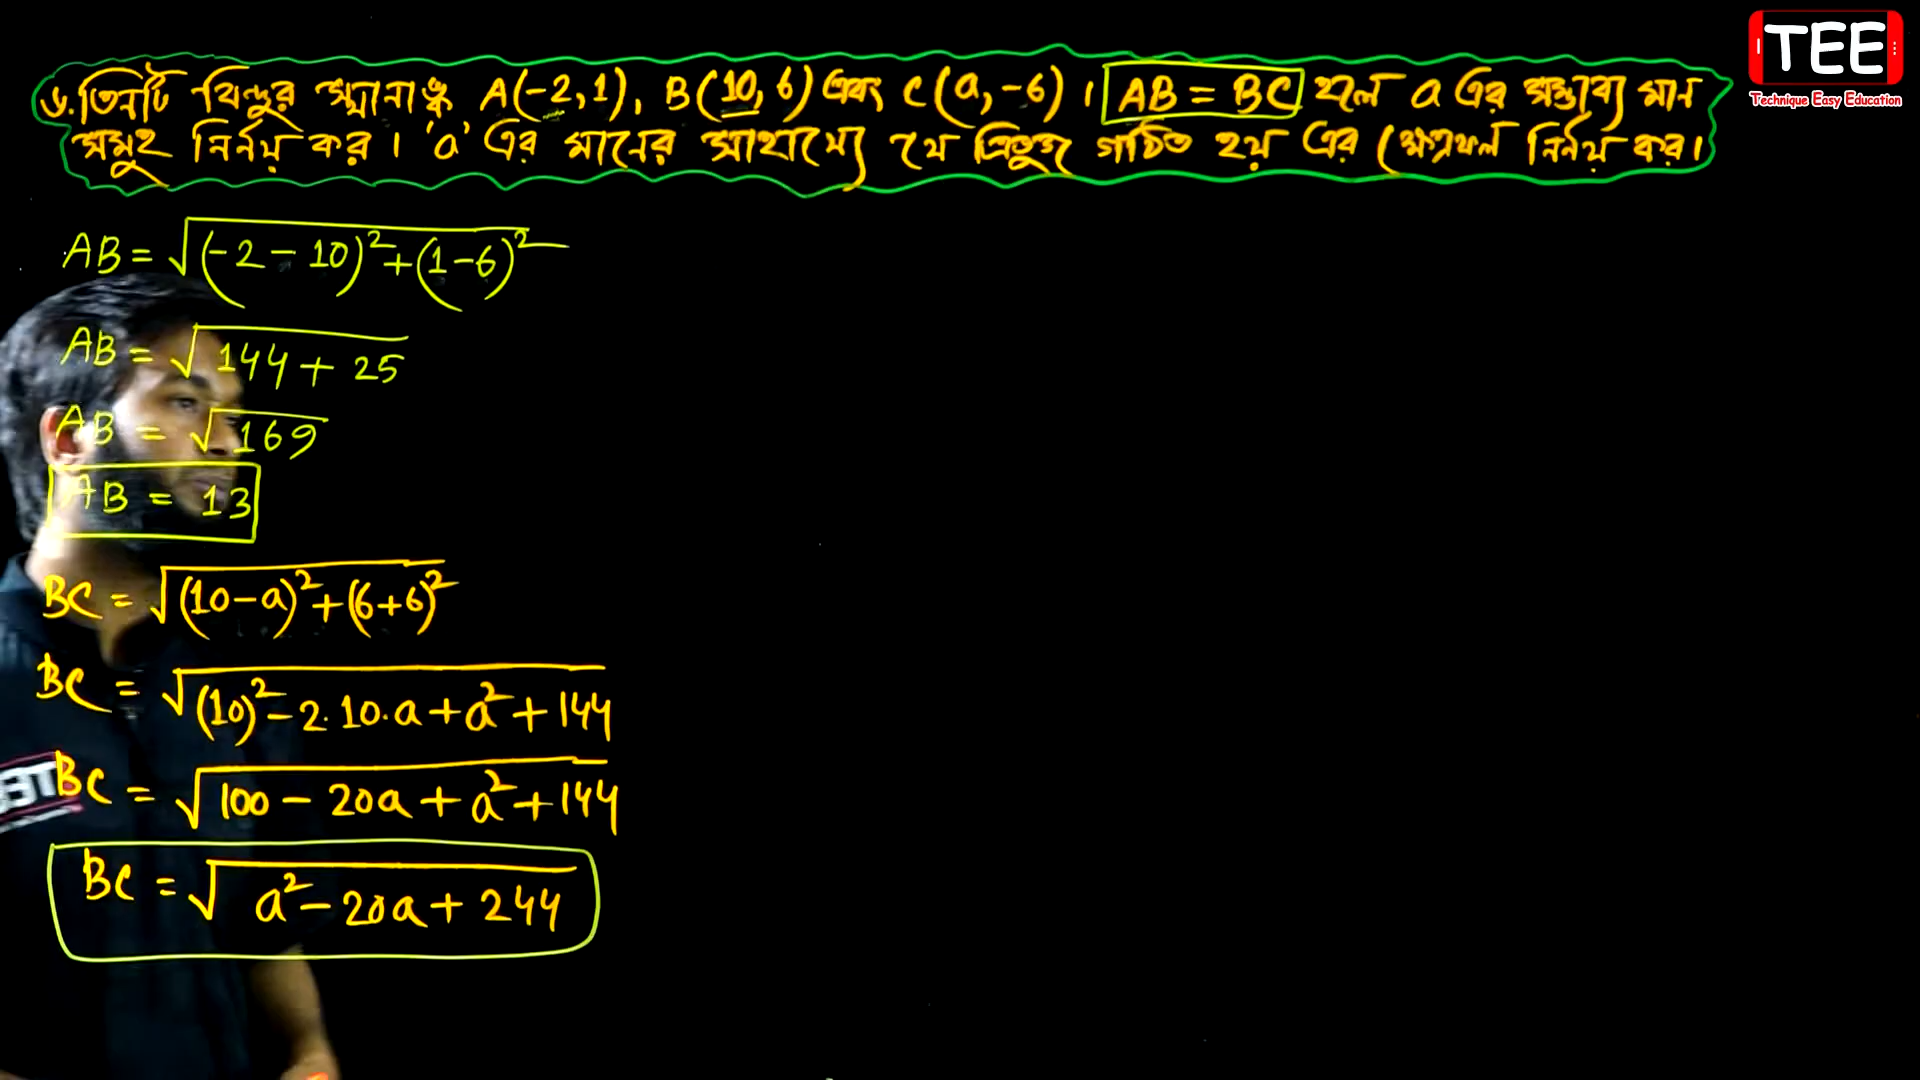 TEE
Technique Easy Education
৬. তিনটি বিন্দুর স্থানাঙ্ক A(-2,1), B(10,6) এবং C(a,-6)। AB = BC হলে a এর সম্ভাব্য মান
সমুহ নির্নয় কর। 'a' এর মানের সাহায্যে যে ত্রিভুজ গঠিত হয় এর ক্ষেত্রফল নির্নয় কর।
AB = √(-2 - 10)² + (1-6)²
AB = √144 + 25
AB = √169
AB = 13
BC = √(10-a)² + (6+6)²
BC = √(10)² - 2·10·a + a² + 144
BC = √100 - 20a + a² + 144
BC = √a² - 20a + 244